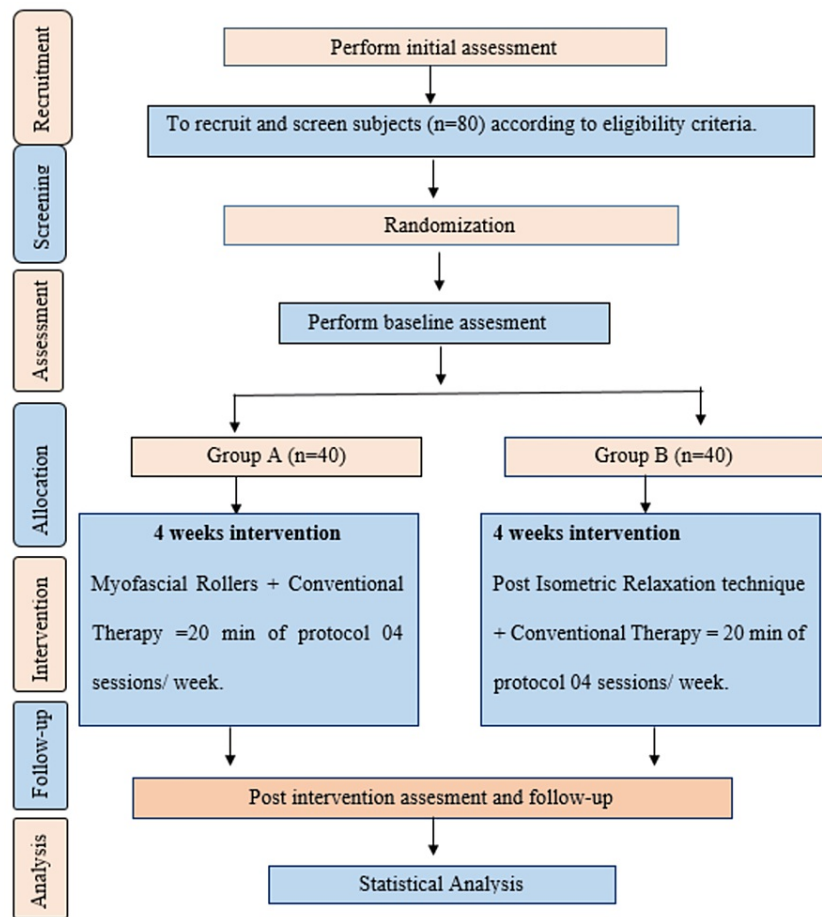 Recruitment
Perform initial assessment
To recruit and screen subjects (n=80) according to eligibility criteria.
Screening
Randomization
Assessment
Perform baseline assesment
Allocation
Group A (n=40)
Group B (n=40)
4 weeks intervention
Myofascial Rollers + Conventional
Therapy =20 min of protocol 04
sessions/ week.
4 weeks intervention
Post Isometric Relaxation technique
+ Conventional Therapy = 20 min of
protocol 04 sessions/ week.
Intervention
Follow-up
Post intervention assesment and follow-up
Analysis
Statistical Analysis